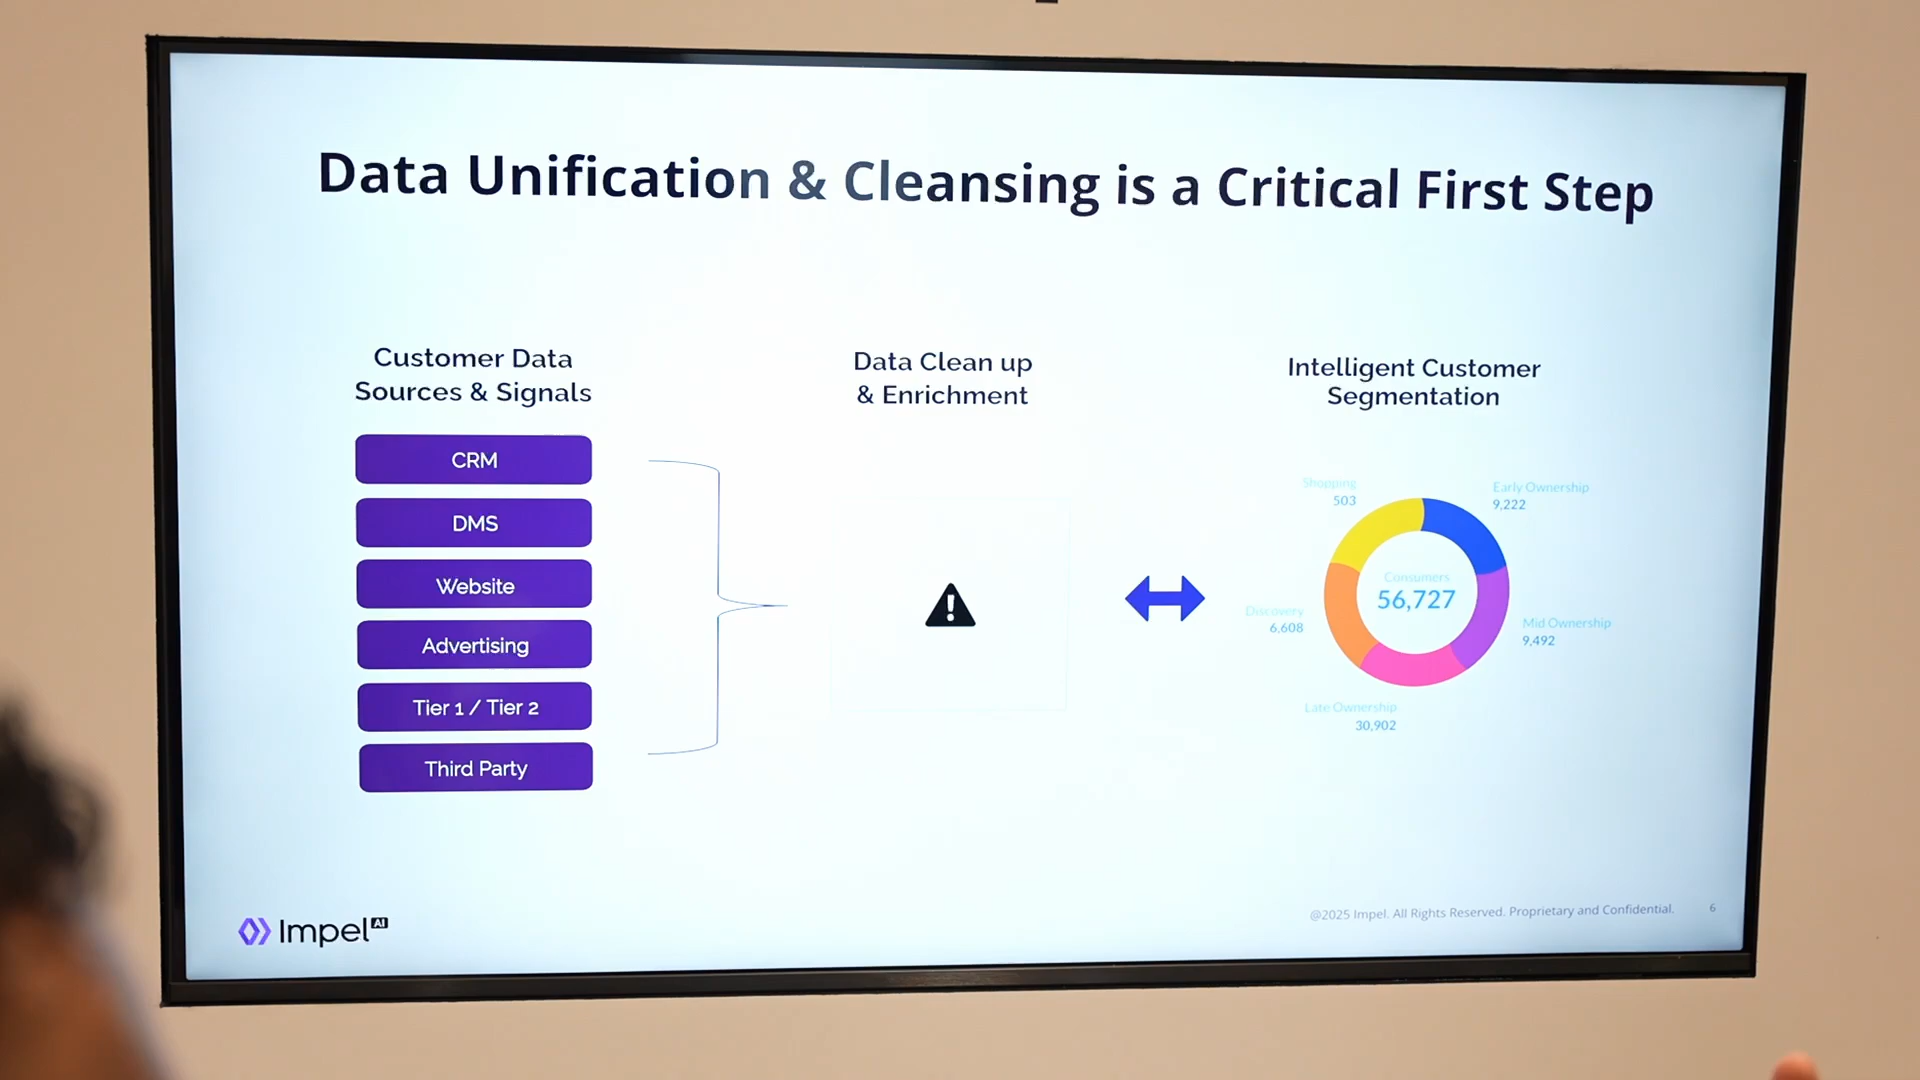 Data Unification & Cleansing is a Critical First Step
Customer Data
Sources & Signals
CRM
DMS
Website
Advertising
Tier 1 / Tier 2
Third Party
Data Clean up
& Enrichment
!
Intelligent Customer
Segmentation
Shopping
503
Early Ownership
9,222
Consumers
56,727
Discovery
6,608
Mid Ownership
9,492
Late Ownership
30,902
Impel AI
@2025 Impel. All Rights Reserved. Proprietary and Confidential.
6